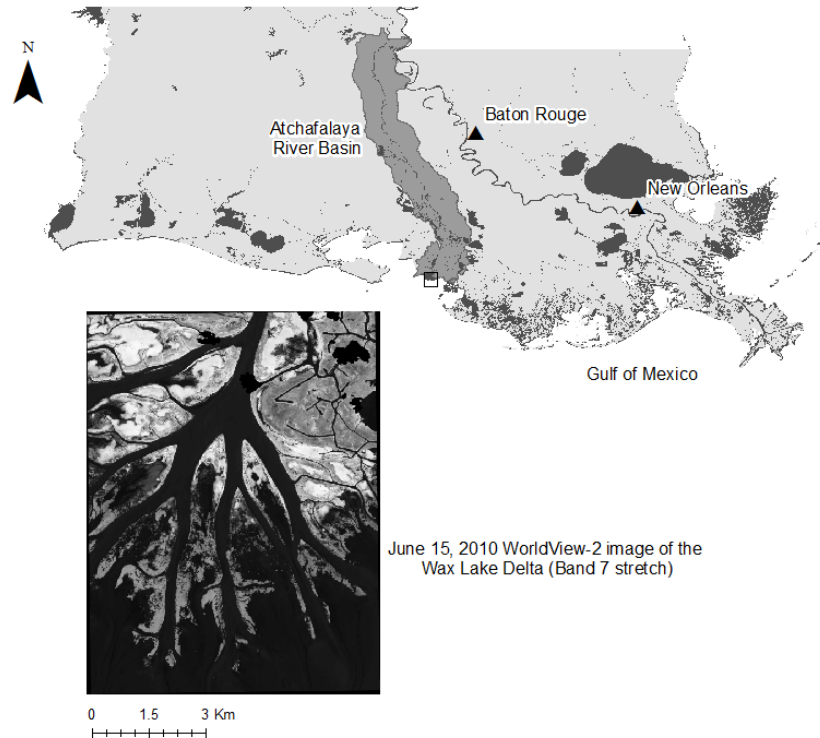 N
Baton Rouge
Atchafalaya
River Basin
New Orleans
Gulf of Mexico
June 15, 2010 WorldView-2 image of the
Wax Lake Delta (Band 7 stretch)
0 1.5 3 Km